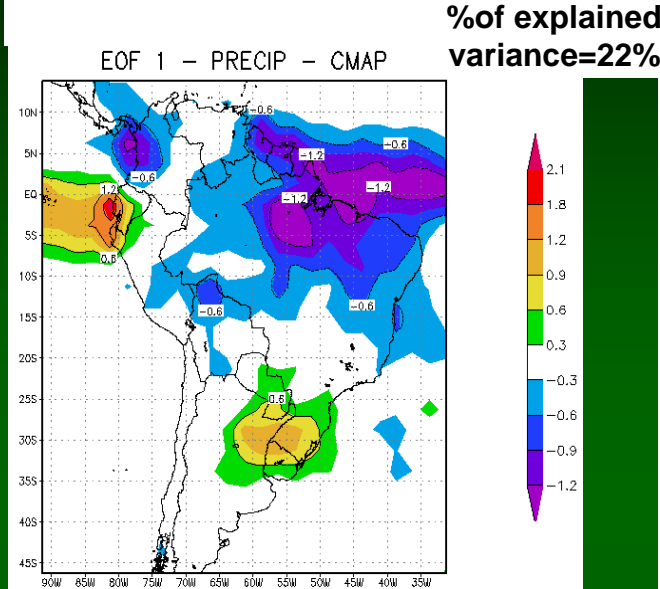 %of explained
variance=22%
EOF 1 – PRECIP – CMAP
10N
5N
EQ
5S
10S
15S
20S
25S
30S
35S
40S
45S
90W 85W 80W 75W 70W 65W 60W 55W 50W 45W 40W 35W
-0.6
-0.6
-1.2
-0.6
1.2
-1.2
-1.2
0.6
-0.6
-0.6
0.6
2.1
1.8
1.2
0.9
0.6
0.3
-0.3
-0.6
-0.9
-1.2